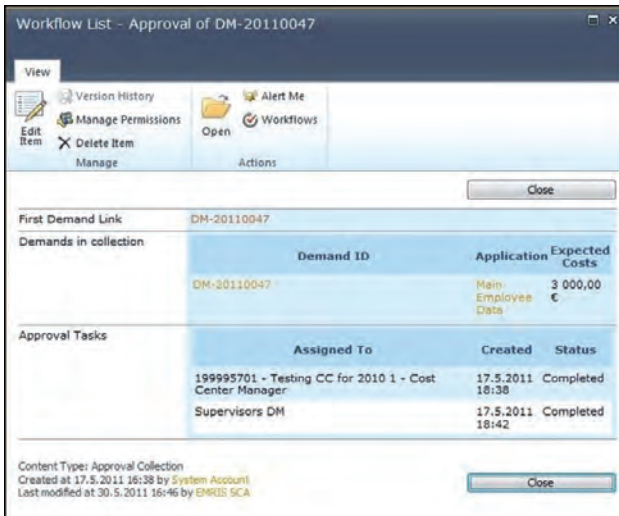 Workflow List - Approval of DM-20110047
View
Edit Item
Version History
Manage Permissions
Delete Item
Manage
Open
Alert Me
Workflows
Actions
Close
First Demand Link DM-20110047
Demands in collection
Demand ID Application Expected Costs
DM-20110047 Main Employee Data 3 000,00 €
Approval Tasks
Assigned To Created Status
199995701 - Testing CC for 2010 1 - Cost Center Manager 17.5.2011 18:38 Completed
Supervisors DM 17.5.2011 18:42 Completed
Content Type: Approval Collection
Created at 17.5.2011 16:38 by System Account
Last modified at 30.5.2011 16:46 by EMRIS SCA
Close